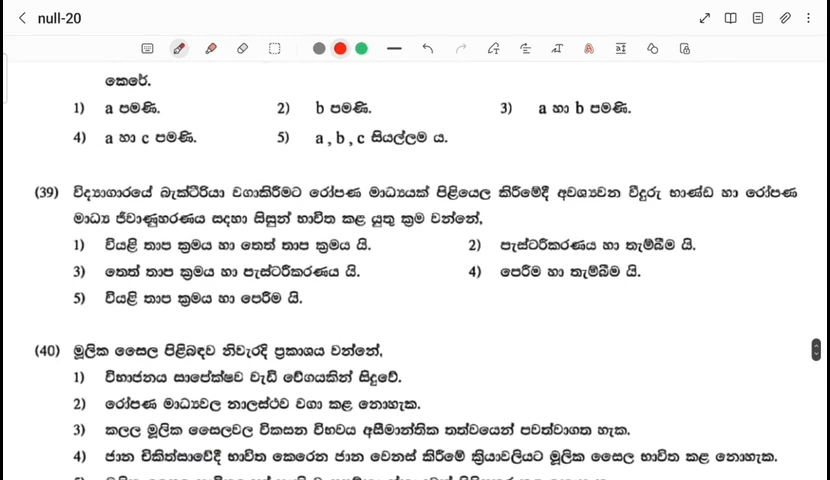 null-20
කෙරේ.
1) a පමණි. 2) b පමණි. 3) a හා b පමණි.
4) a හා c පමණි. 5) a , b , c සියල්ලම ය.
(39) විද්‍යාගාරයේ බැක්ටීරියා වගාකිරීමට රෝපණ මාධ්‍යයක් පිළියෙල කිරීමේදී අවශ්‍යවන වීදුරු භාණ්ඩ හා රෝපණ
මාධ්‍ය ජීවාණුහරණය සඳහා සිසුන් භාවිත කළ යුතු ක්‍රම වන්නේ,
1) වියළි තාප ක්‍රමය හා තෙත් තාප ක්‍රමය යි. 2) පැස්ටරීකරණය හා තැම්බීම යි.
3) තෙත් තාප ක්‍රමය හා පැස්ටරීකරණය යි. 4) පෙරීම හා තැම්බීම යි.
5) වියළි තාප ක්‍රමය හා පෙරීම යි.
(40) මූලික සෛල පිළිබඳව නිවැරදි ප්‍රකාශය වන්නේ,
1) විභාජනය සාපේක්ෂව වැඩි වේගයකින් සිදුවේ.
2) රෝපණ මාධ්‍යවල නාලස්ථව වගා කළ නොහැක.
3) කලල මූලික සෛලවල විකසන විභවය අසීමාන්තික තත්වයෙන් පවත්වාගත හැක.
4) ජාන චිකිත්සාවේදී භාවිත කෙරෙන ජාන වෙනස් කිරීමේ ක්‍රියාවලියට මූලික සෛල භාවිත කළ නොහැක.